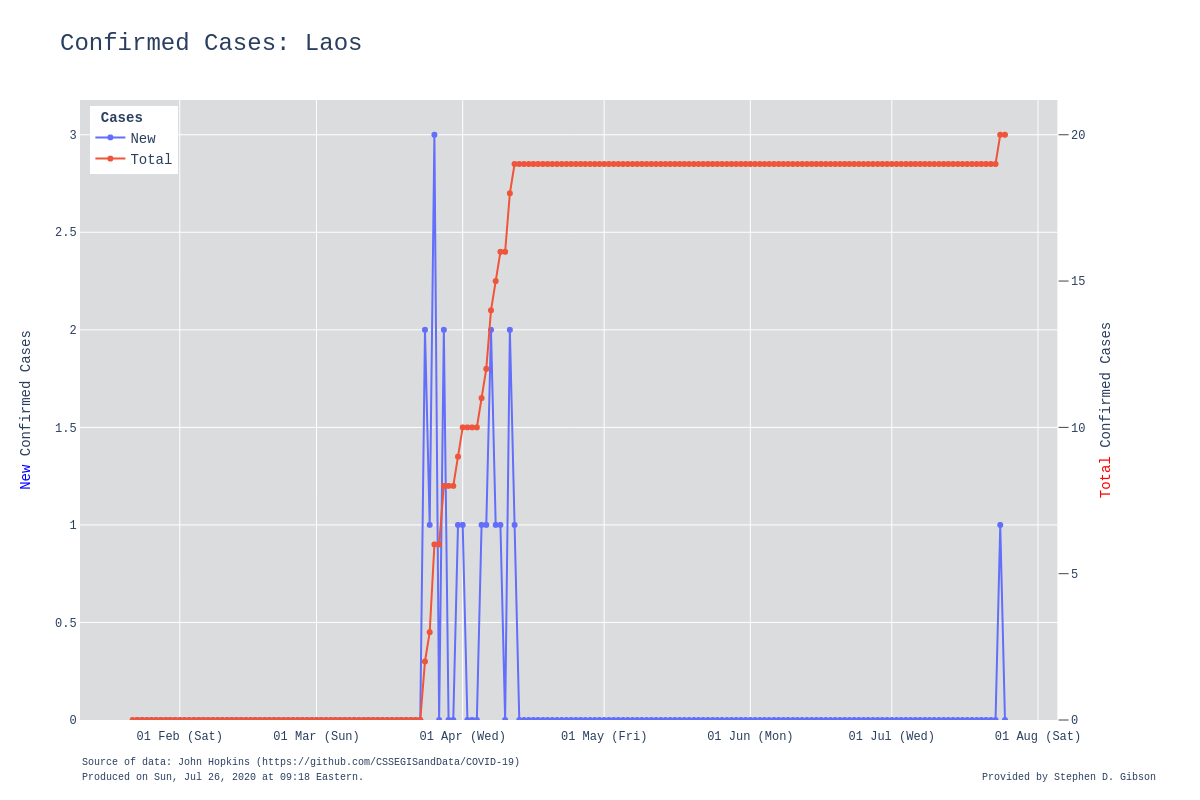 Confirmed Cases: Laos
Cases
New
Total
3
2.5
2
1.5
1
0.5
0
20
15
10
5
0
New Confirmed Cases
Total Confirmed Cases
01 Feb (Sat)
01 Mar (Sun)
01 Apr (Wed)
01 May (Fri)
01 Jun (Mon)
01 Jul (Wed)
01 Aug (Sat)
Source of data: John Hopkins (https://github.com/CSSEGISandData/COVID-19)
Produced on Sun, Jul 26, 2020 at 09:18 Eastern.
Provided by Stephen D. Gibson